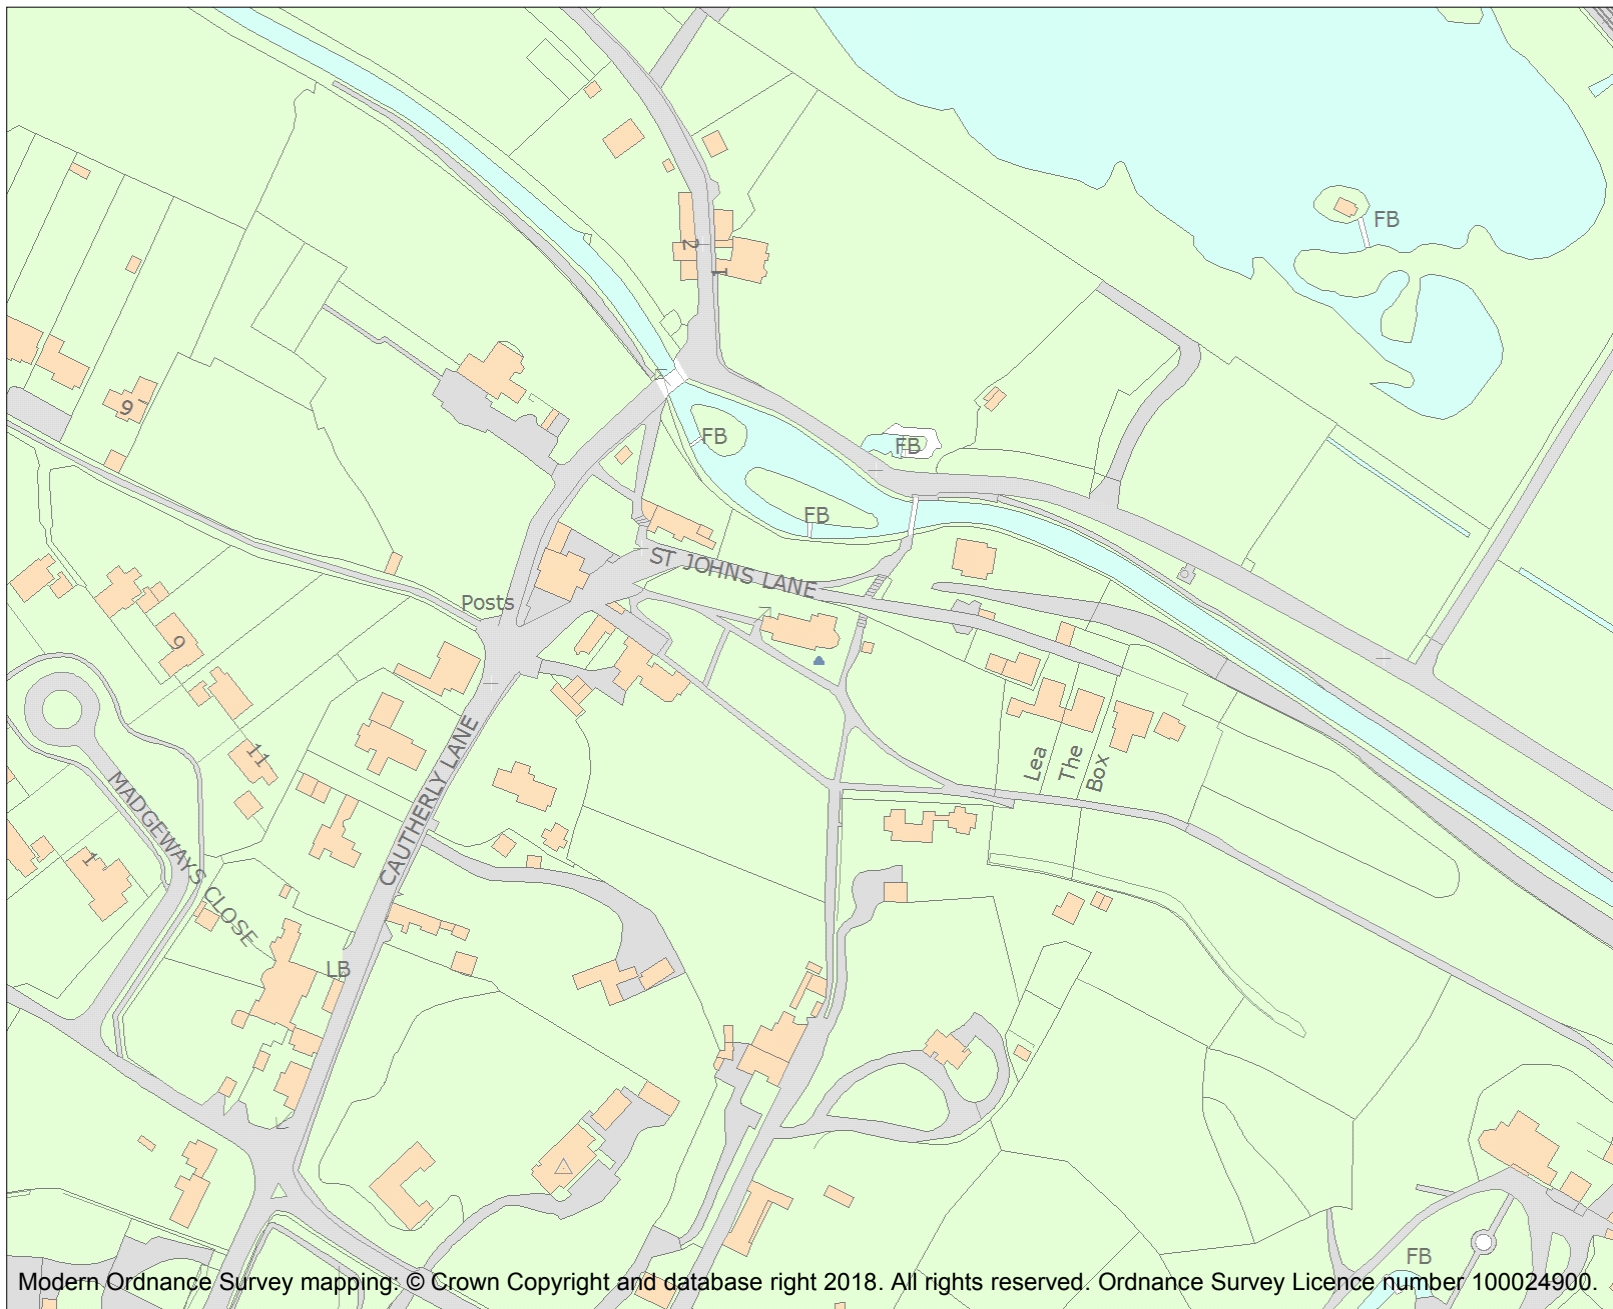 FB
2
1
9
FB
FB
FB
ST JOHNS LANE
Posts
9
11
CAUTHERLY LANE
MADGEWAYS CLOSE
1
Lea
The
Box
LB
FB
Modern Ordnance Survey mapping: © Crown Copyright and database right 2018. All rights reserved. Ordnance Survey Licence number 100024900.